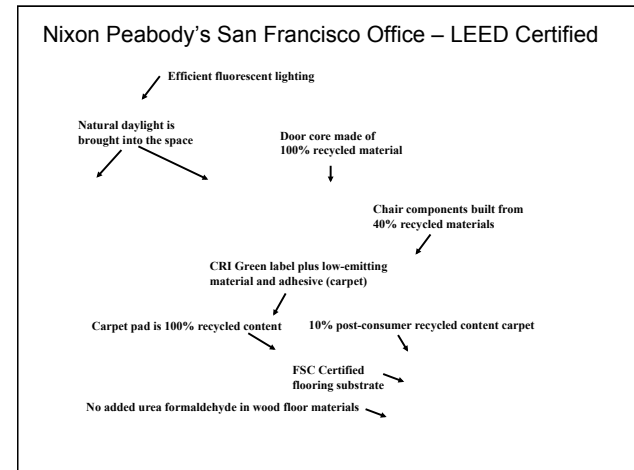 Nixon Peabody's San Francisco Office – LEED Certified
Efficient fluorescent lighting
Natural daylight is
brought into the space
Door core made of
100% recycled material
Chair components built from
40% recycled materials
CRI Green label plus low-emitting
material and adhesive (carpet)
Carpet pad is 100% recycled content
10% post-consumer recycled content carpet
FSC Certified
flooring substrate
No added urea formaldehyde in wood floor materials